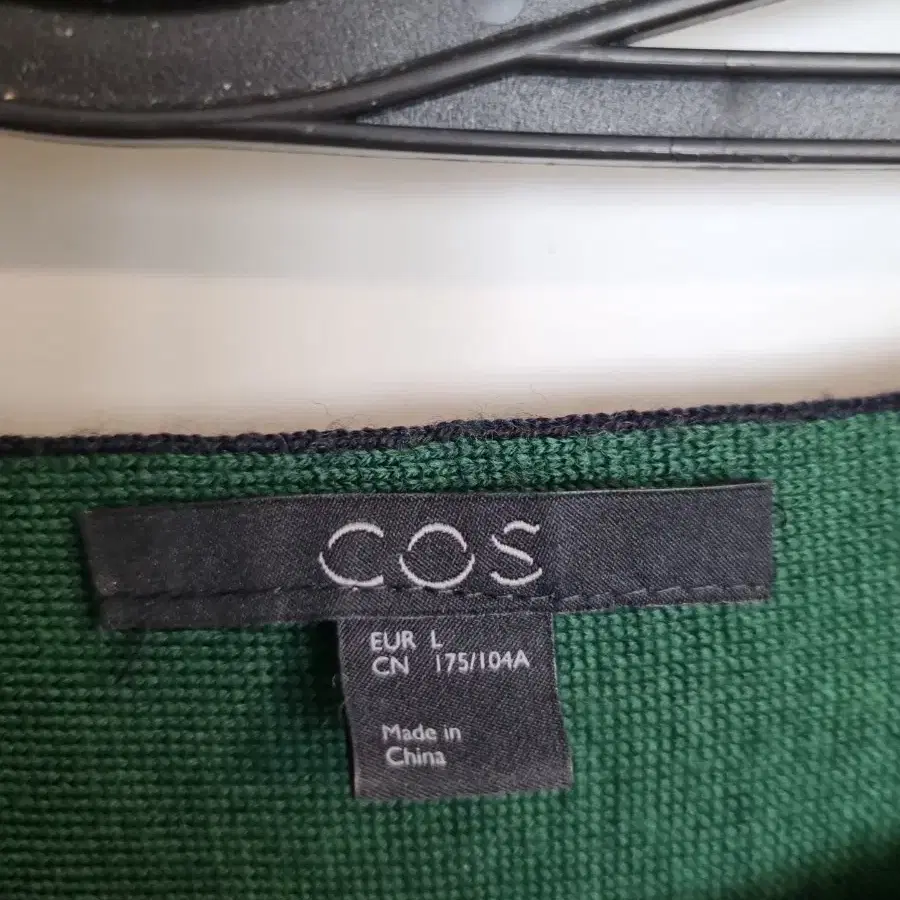 COS
EUR L
CN 175/104A
Made in
China